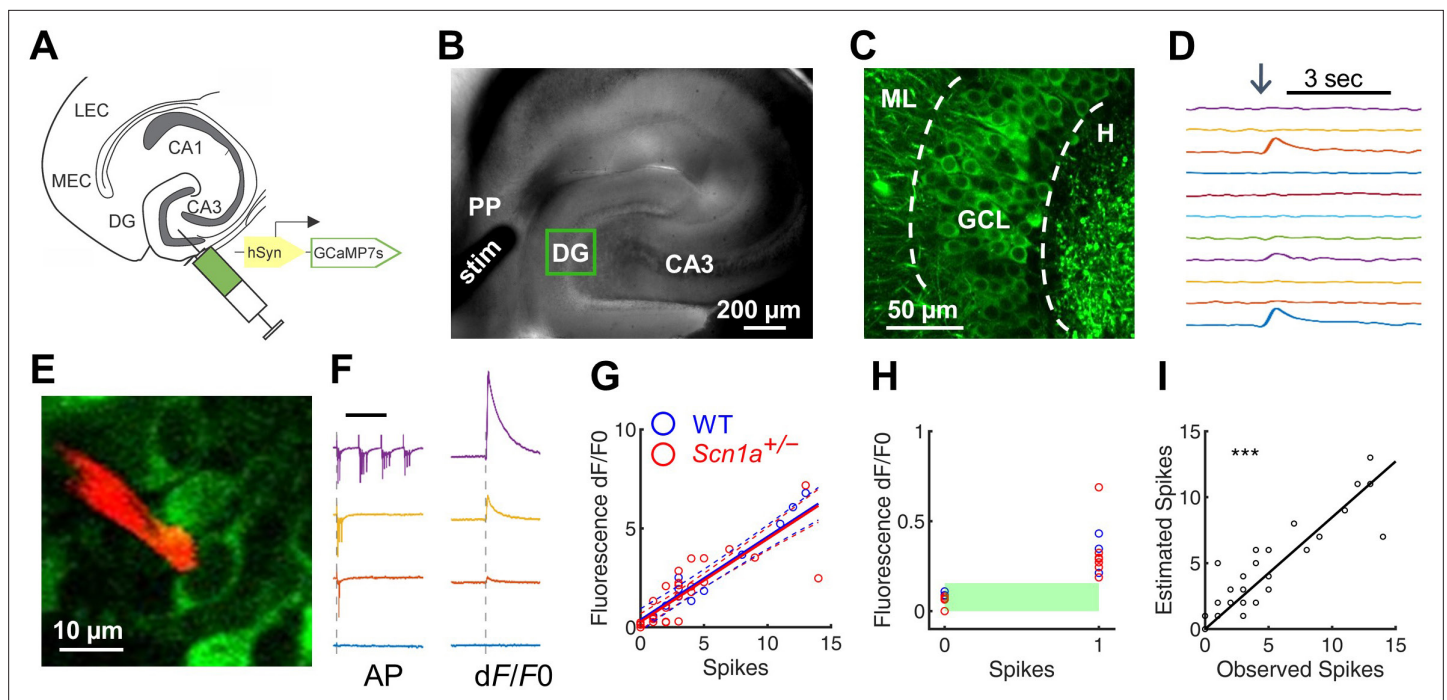 A
LEC
CA1
MEC
CA3
DG
hSyn
GCaMP7s
B
PP
stim
DG
CA3
200 µm
C
ML
H
GCL
50 µm
D
3 sec
E
10 µm
F
AP
dF/F0
G
WT
Scn1a+/−
10
5
0
Fluorescence dF/F0
0 5 10 15
Spikes
H
1
0.5
0
Fluorescence dF/F0
0 1
Spikes
I
15
10
5
0
Estimated Spikes
***
0 5 10 15
Observed Spikes